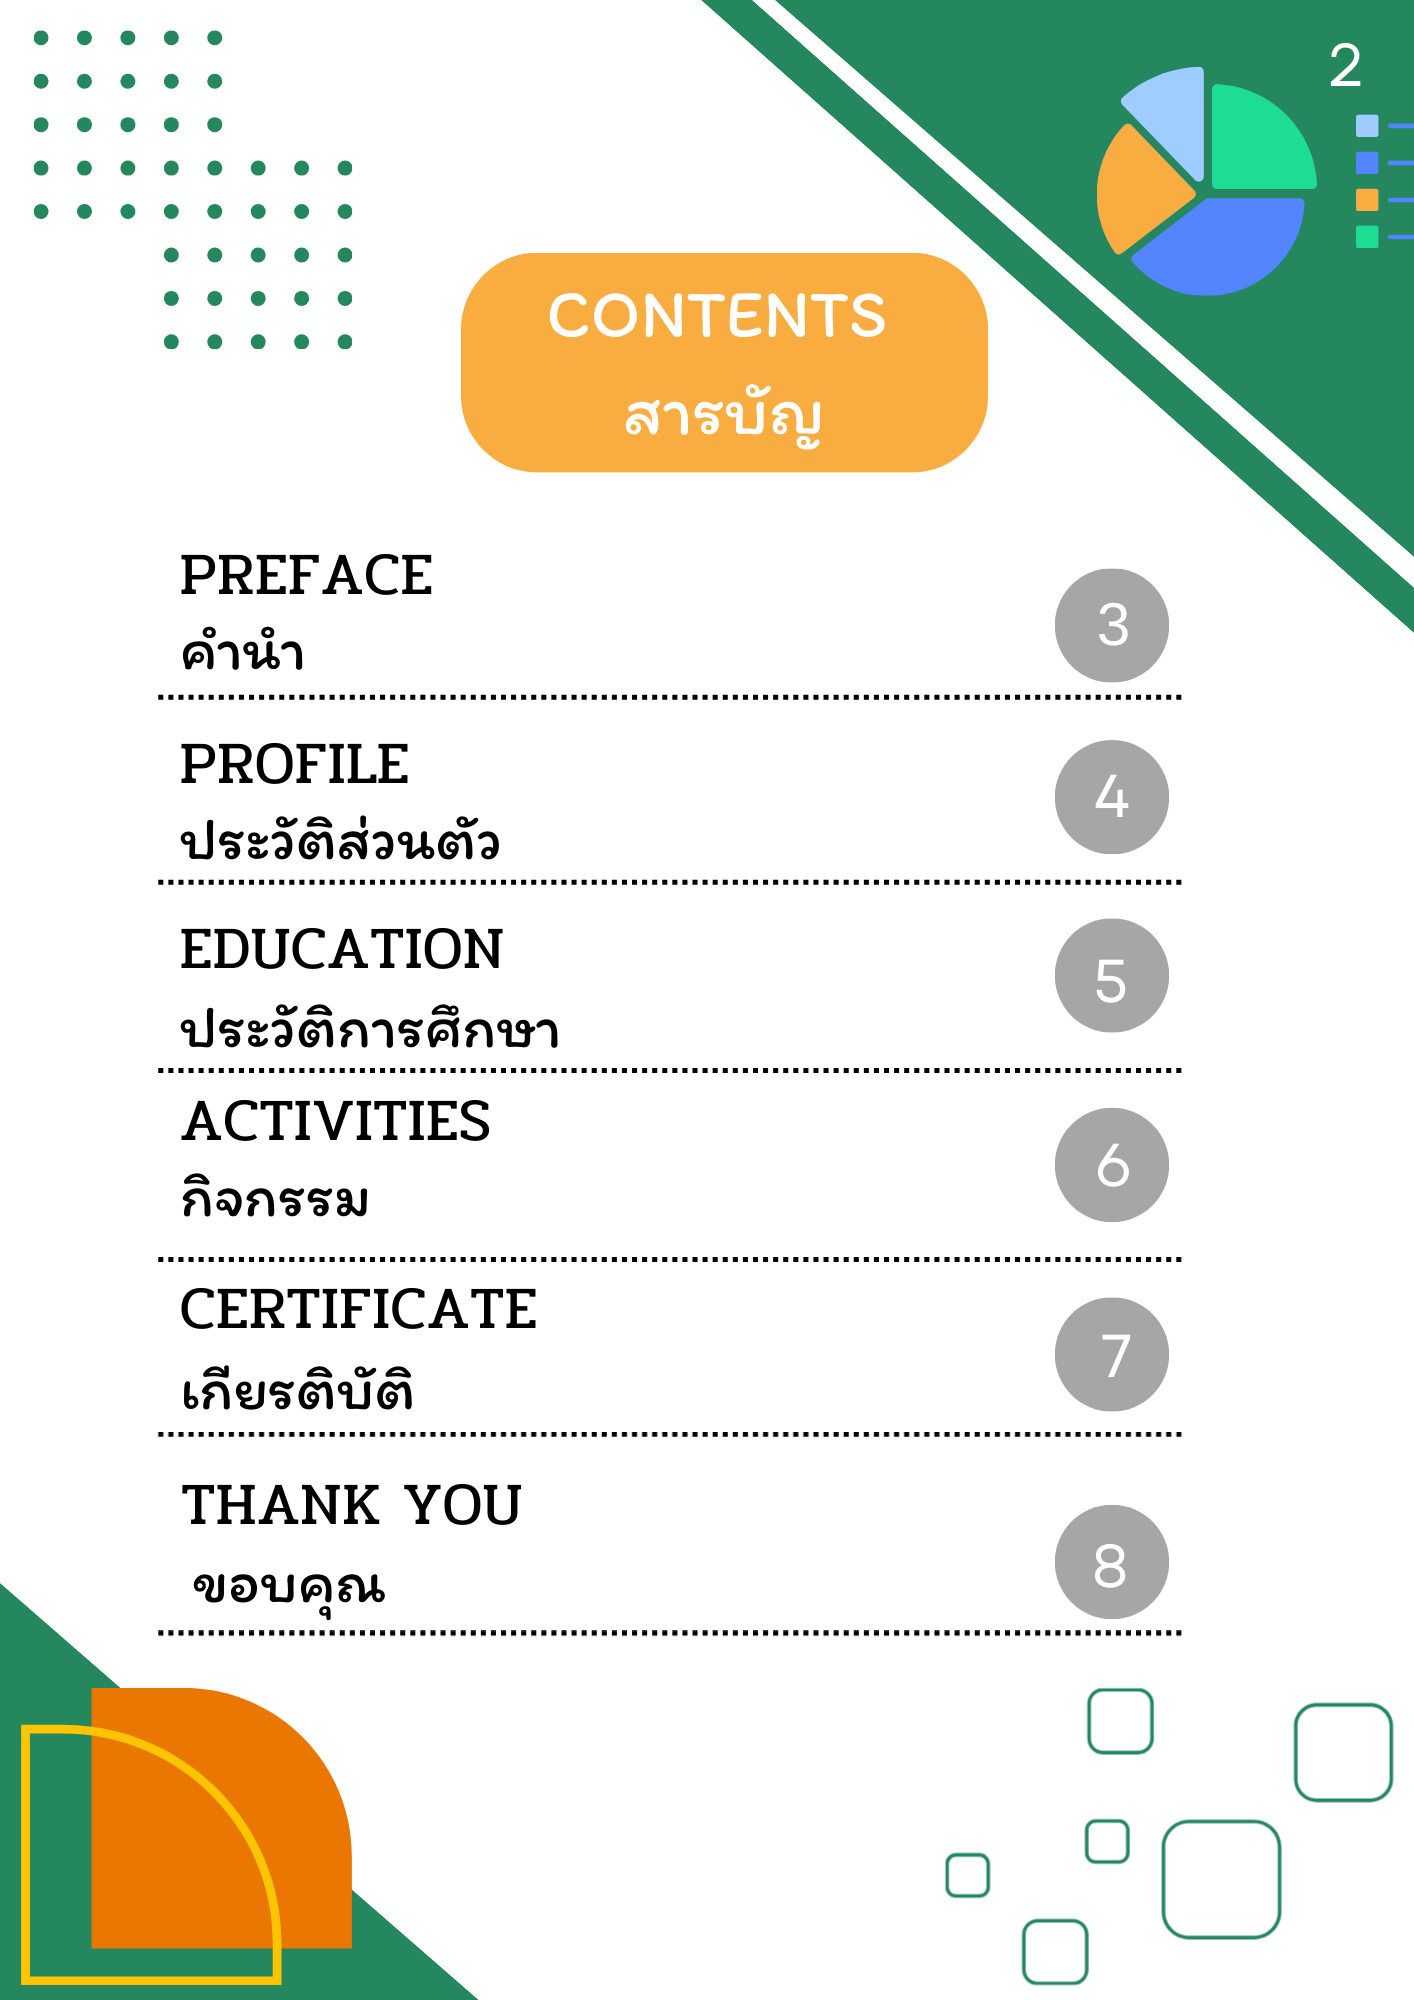 2
CONTENTS
สารบัญ
PREFACE
คำนำ
3
PROFILE
ประวัติส่วนตัว
4
EDUCATION
ประวัติการศึกษา
5
ACTIVITIES
กิจกรรม
6
CERTIFICATE
เกียรติบัติ
7
THANK YOU
ขอบคุณ
8